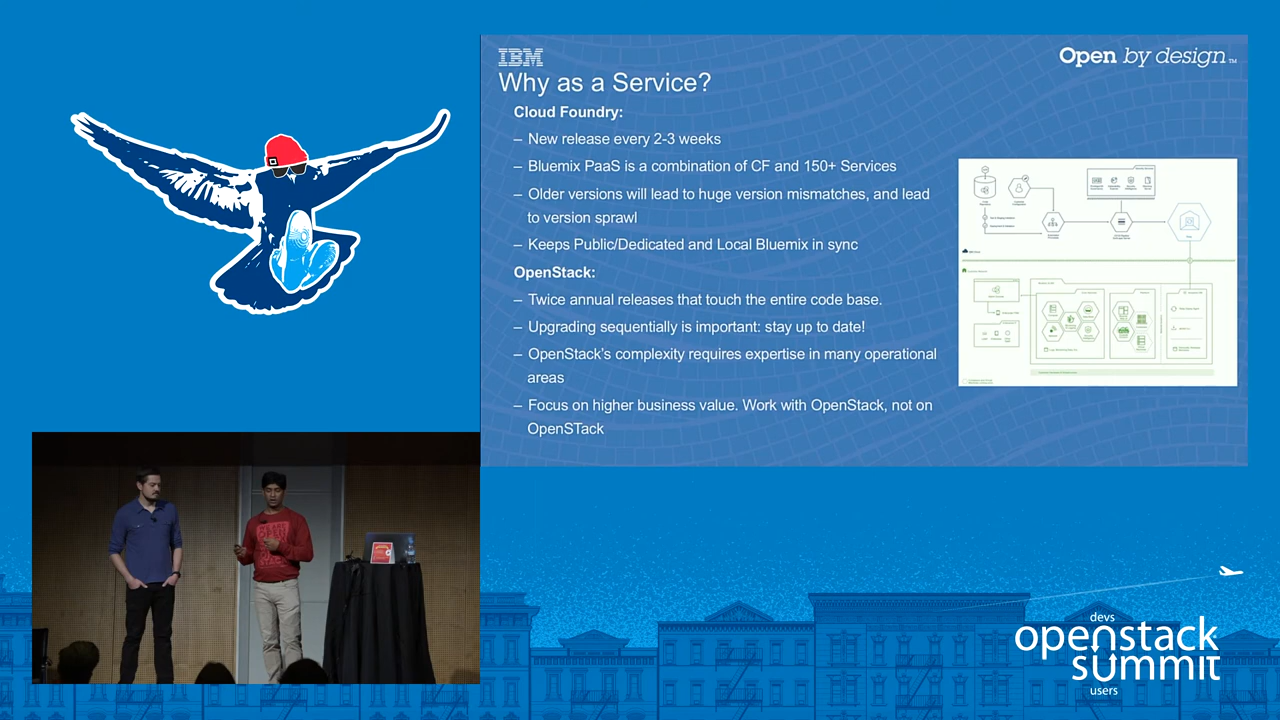 IBM
Open by design™
Why as a Service?
Cloud Foundry:
– New release every 2-3 weeks
– Bluemix PaaS is a combination of CF and 150+ Services
– Older versions will lead to huge version mismatches, and lead
to version sprawl
– Keeps Public/Dedicated and Local Bluemix in sync
OpenStack:
– Twice annual releases that touch the entire code base.
– Upgrading sequentially is important: stay up to date!
– OpenStack's complexity requires expertise in many operational
areas
– Focus on higher business value. Work with OpenStack, not on
OpenSTack
devs
openstack
summit
users